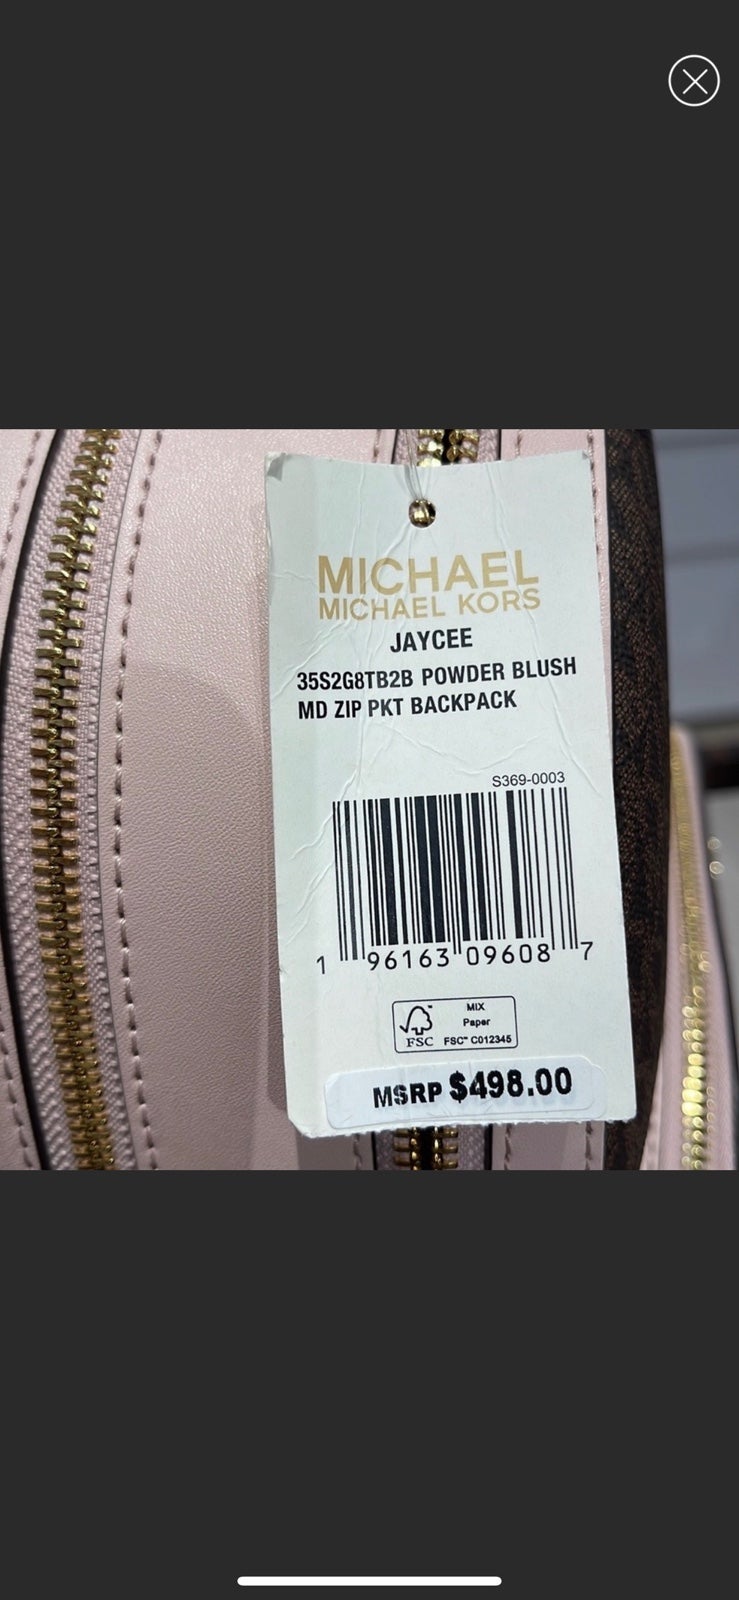 MICHAEL
MICHAEL KORS
JAYCEE
35S2G8TB2B POWDER BLUSH
MD ZIP PKT BACKPACK
S369-0003
1 96163 09608 7
FSC
MIX
Paper
FSC™ C012345
MSRP $498.00